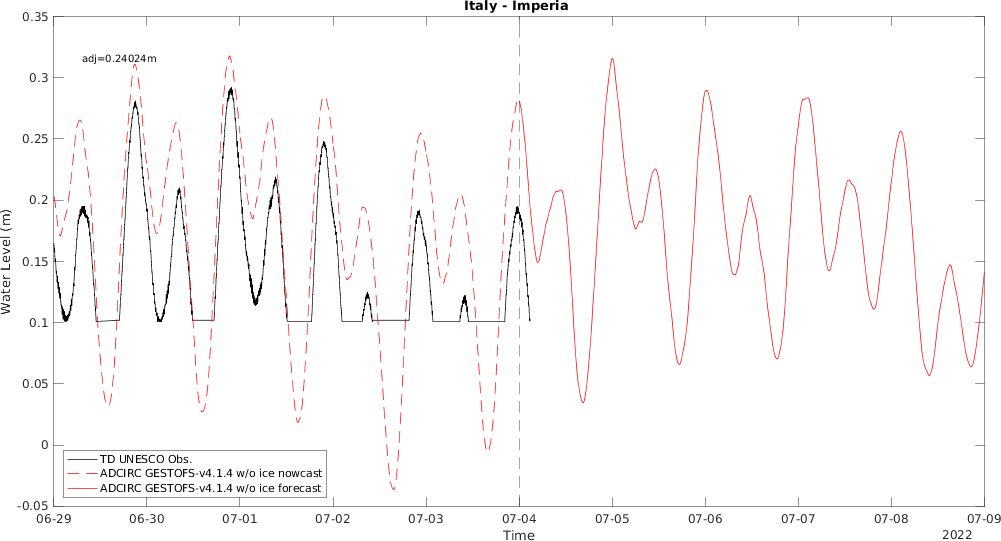 Italy - Imperia
0.35
adj=0.24024m
0.3
0.25
0.2
0.15
0.1
0.05
0
-0.05
Water Level (m)
TD UNESCO Obs.
ADCIRC GESTOFS-v4.1.4 w/o ice nowcast
ADCIRC GESTOFS-v4.1.4 w/o ice forecast
06-29 06-30 07-01 07-02 07-03 07-04 07-05 07-06 07-07 07-08 07-09
Time
2022